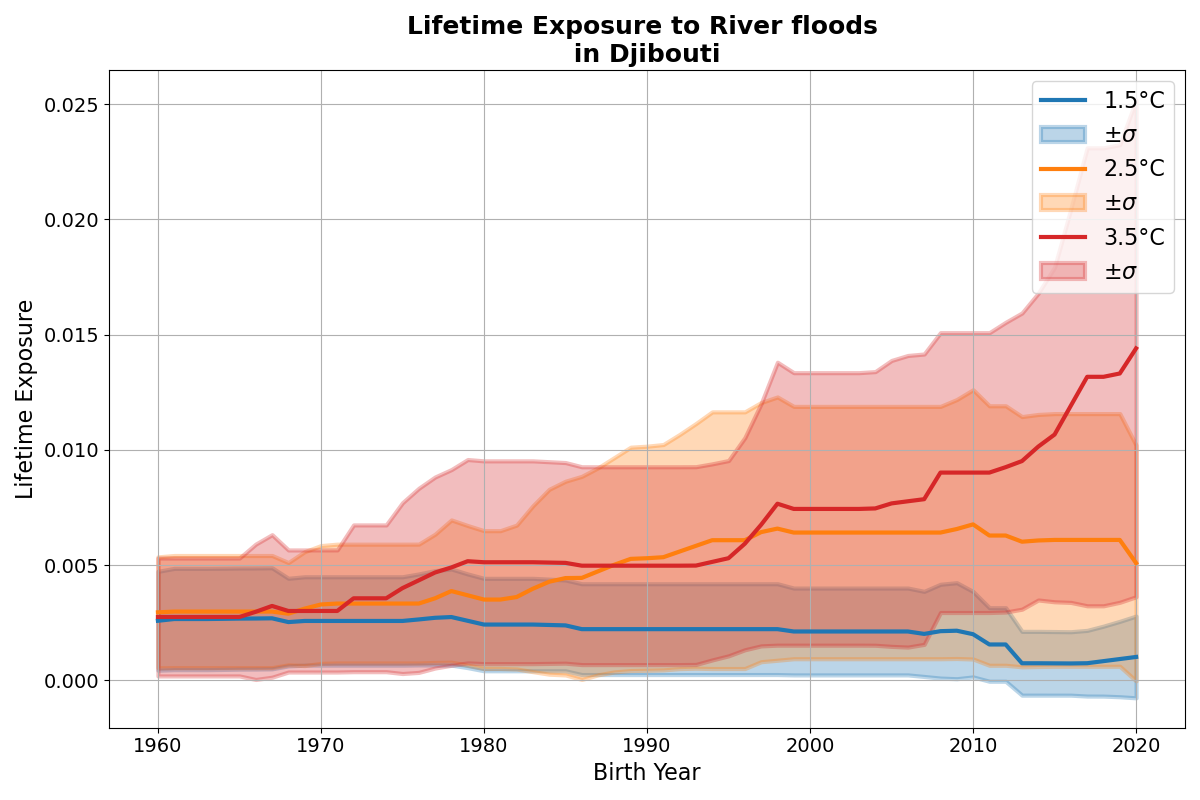 Lifetime Exposure to River floods
in Djibouti
Lifetime Exposure
0.025
0.020
0.015
0.010
0.005
0.000
1.5°C
±σ
2.5°C
±σ
3.5°C
±σ
1960 1970 1980 1990 2000 2010 2020
Birth Year